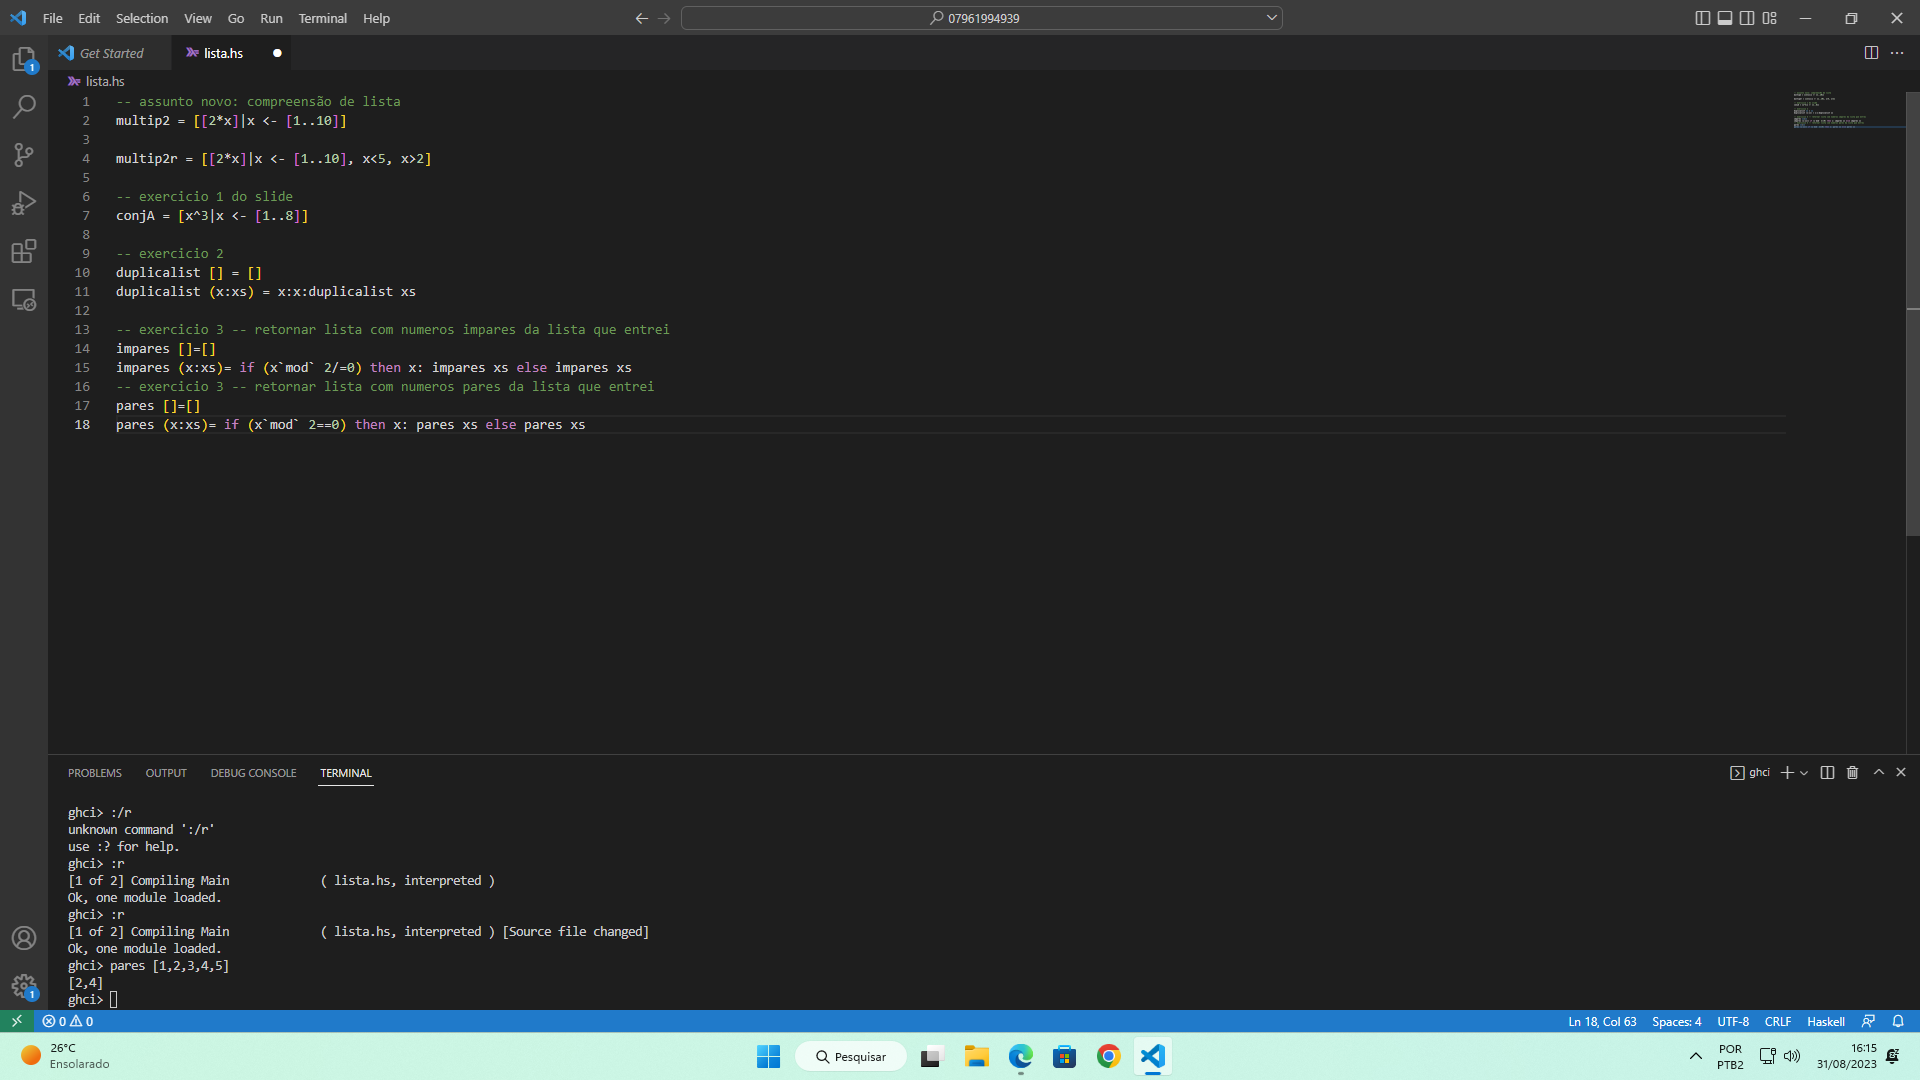 File Edit Selection View Go Run Terminal Help
07961994939
Get Started
lista.hs
lista.hs
1 -- assunto novo: compreensão de lista
2 multip2 = [[2*x]|x <- [1..10]]
3
4 multip2r = [[2*x]|x <- [1..10], x<5, x>2]
5
6 -- exercicio 1 do slide
7 conjA = [x^3|x <- [1..8]]
8
9 -- exercicio 2
10 duplicalist [] = []
11 duplicalist (x:xs) = x:x:duplicalist xs
12
13 -- exercicio 3 -- retornar lista com numeros impares da lista que entrei
14 impares []=[]
15 impares (x:xs)= if (x`mod` 2/=0) then x: impares xs else impares xs
16 -- exercicio 3 -- retornar lista com numeros pares da lista que entrei
17 pares []=[]
18 pares (x:xs)= if (x`mod` 2==0) then x: pares xs else pares xs
1
1
PROBLEMS OUTPUT DEBUG CONSOLE TERMINAL
ghci
ghci> :/r
unknown command ':/r'
use :? for help.
ghci> :r
[1 of 2] Compiling Main ( lista.hs, interpreted )
Ok, one module loaded.
ghci> :r
[1 of 2] Compiling Main ( lista.hs, interpreted ) [Source file changed]
Ok, one module loaded.
ghci> pares [1,2,3,4,5]
[2,4]
ghci>
0 0
Ln 18, Col 63 Spaces: 4 UTF-8 CRLF Haskell
26°C
Ensolarado
Pesquisar
POR
PTB2
16:15
31/08/2023